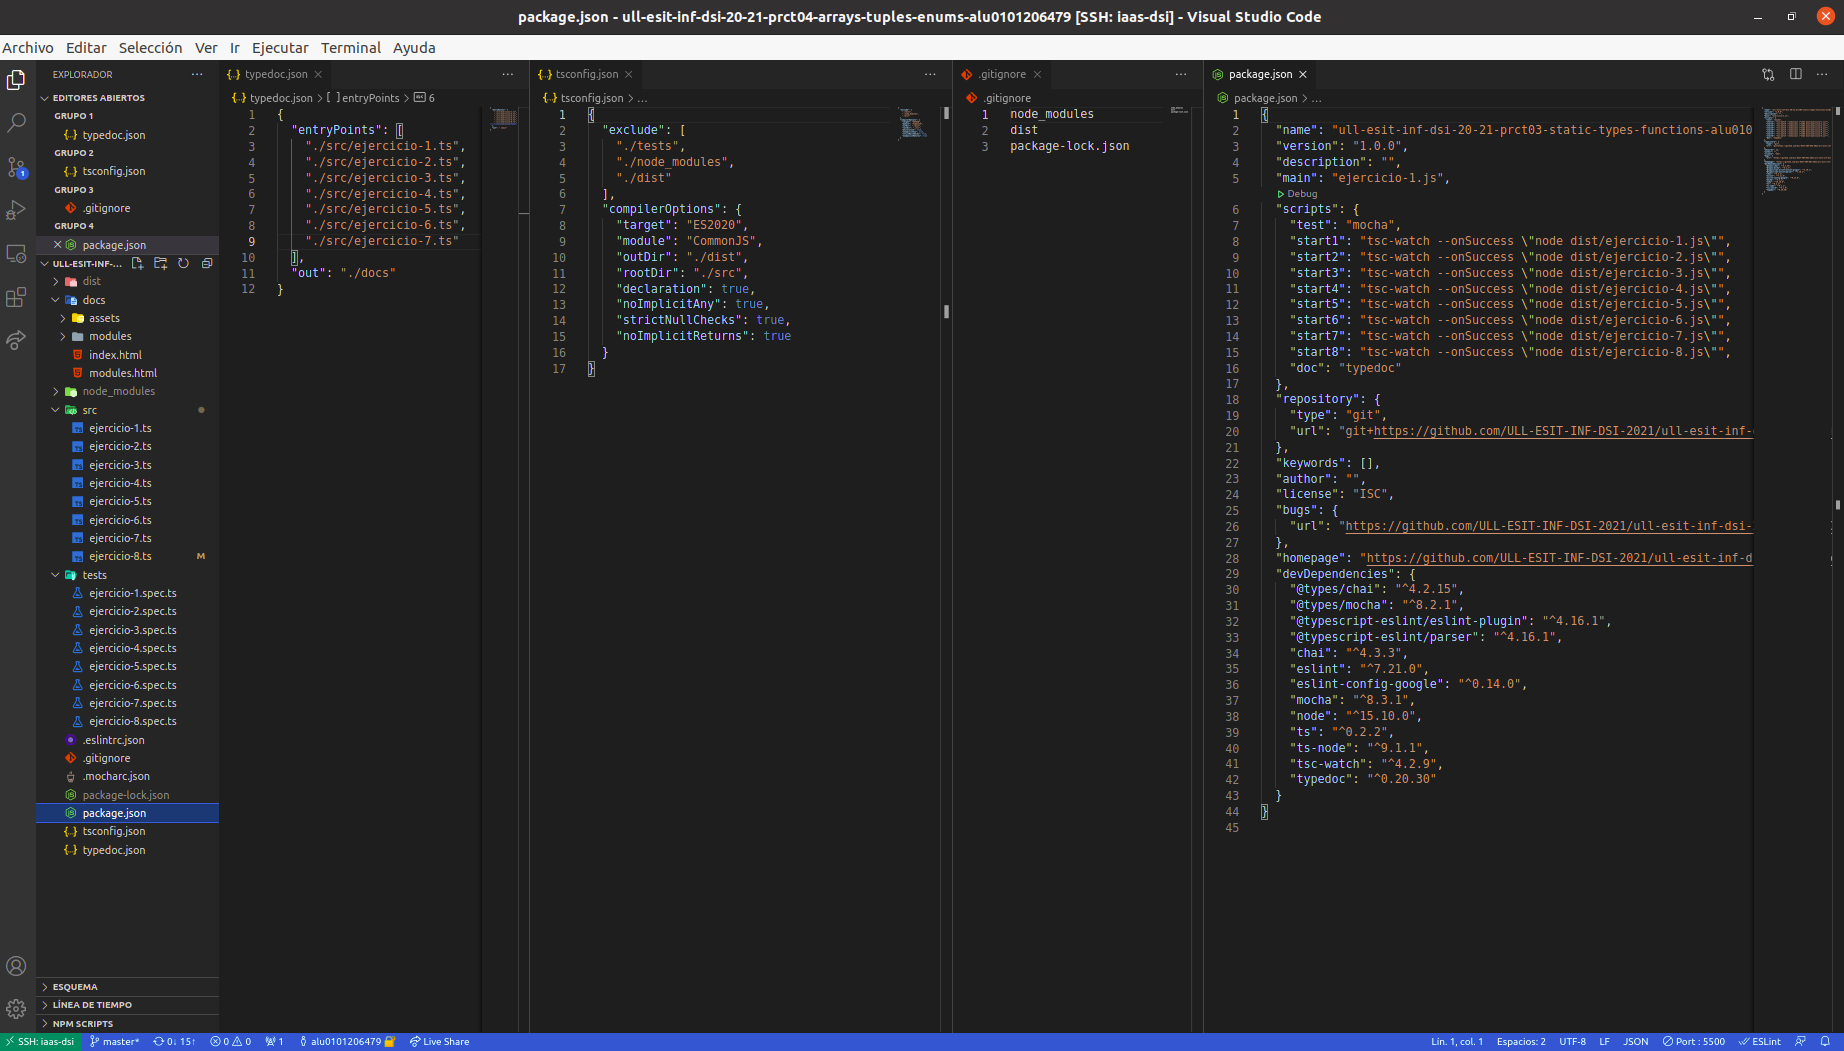 package.json - ull-esit-inf-dsi-20-21-prct04-arrays-tuples-enums-alu0101206479 [SSH: iaas-dsi] - Visual Studio Code
Archivo Editar Selección Ver Ir Ejecutar Terminal Ayuda
EXPLORADOR
EDITORES ABIERTOS
GRUPO 1
typedoc.json
GRUPO 2
tsconfig.json
GRUPO 3
.gitignore
GRUPO 4
package.json
ULL-ESIT-INF-...
dist
docs
assets
modules
index.html
modules.html
node_modules
src
ejercicio-1.ts
ejercicio-2.ts
ejercicio-3.ts
ejercicio-4.ts
ejercicio-5.ts
ejercicio-6.ts
ejercicio-7.ts
ejercicio-8.ts M
tests
ejercicio-1.spec.ts
ejercicio-2.spec.ts
ejercicio-3.spec.ts
ejercicio-4.spec.ts
ejercicio-5.spec.ts
ejercicio-6.spec.ts
ejercicio-7.spec.ts
ejercicio-8.spec.ts
.eslintrc.json
.gitignore
.mocharc.json
package-lock.json
package.json
tsconfig.json
typedoc.json
ESQUEMA
LÍNEA DE TIEMPO
NPM SCRIPTS
typedoc.json
typedoc.json > [ ] entryPoints > 6
1 {
2 "entryPoints": [
3 "./src/ejercicio-1.ts",
4 "./src/ejercicio-2.ts",
5 "./src/ejercicio-3.ts",
6 "./src/ejercicio-4.ts",
7 "./src/ejercicio-5.ts",
8 "./src/ejercicio-6.ts",
9 "./src/ejercicio-7.ts"
10 ],
11 "out": "./docs"
12 }
tsconfig.json
tsconfig.json > ...
1 {
2 "exclude": [
3 "./tests",
4 "./node_modules",
5 "./dist"
6 ],
7 "compilerOptions": {
8 "target": "ES2020",
9 "module": "CommonJS",
10 "outDir": "./dist",
11 "rootDir": "./src",
12 "declaration": true,
13 "noImplicitAny": true,
14 "strictNullChecks": true,
15 "noImplicitReturns": true
16 }
17 }
.gitignore
.gitignore
1 node_modules
2 dist
3 package-lock.json
package.json
package.json > ...
1 {
2 "name": "ull-esit-inf-dsi-20-21-prct03-static-types-functions-alu010
3 "version": "1.0.0",
4 "description": "",
5 "main": "ejercicio-1.js",
Debug
6 "scripts": {
7 "test": "mocha",
8 "start1": "tsc-watch --onSuccess \"node dist/ejercicio-1.js\"",
9 "start2": "tsc-watch --onSuccess \"node dist/ejercicio-2.js\"",
10 "start3": "tsc-watch --onSuccess \"node dist/ejercicio-3.js\"",
11 "start4": "tsc-watch --onSuccess \"node dist/ejercicio-4.js\"",
12 "start5": "tsc-watch --onSuccess \"node dist/ejercicio-5.js\"",
13 "start6": "tsc-watch --onSuccess \"node dist/ejercicio-6.js\"",
14 "start7": "tsc-watch --onSuccess \"node dist/ejercicio-7.js\"",
15 "start8": "tsc-watch --onSuccess \"node dist/ejercicio-8.js\"",
16 "doc": "typedoc"
17 },
18 "repository": {
19 "type": "git",
20 "url": "git+https://github.com/ULL-ESIT-INF-DSI-2021/ull-esit-inf-
21 },
22 "keywords": [],
23 "author": "",
24 "license": "ISC",
25 "bugs": {
26 "url": "https://github.com/ULL-ESIT-INF-DSI-2021/ull-esit-inf-dsi-
27 },
28 "homepage": "https://github.com/ULL-ESIT-INF-DSI-2021/ull-esit-inf-d
29 "devDependencies": {
30 "@types/chai": "^4.2.15",
31 "@types/mocha": "^8.2.1",
32 "@typescript-eslint/eslint-plugin": "^4.16.1",
33 "@typescript-eslint/parser": "^4.16.1",
34 "chai": "^4.3.3",
35 "eslint": "^7.21.0",
36 "eslint-config-google": "^0.14.0",
37 "mocha": "^8.3.1",
38 "node": "^15.10.0",
39 "ts": "^0.2.2",
40 "ts-node": "^9.1.1",
41 "tsc-watch": "^4.2.9",
42 "typedoc": "^0.20.30"
43 }
44 }
45
SSH: iaas-dsi master* 0↓ 15↑ 0 0 1 alu0101206479 Live Share Lín. 1, col. 1 Espacios: 2 UTF-8 LF JSON Port : 5500 ESLint